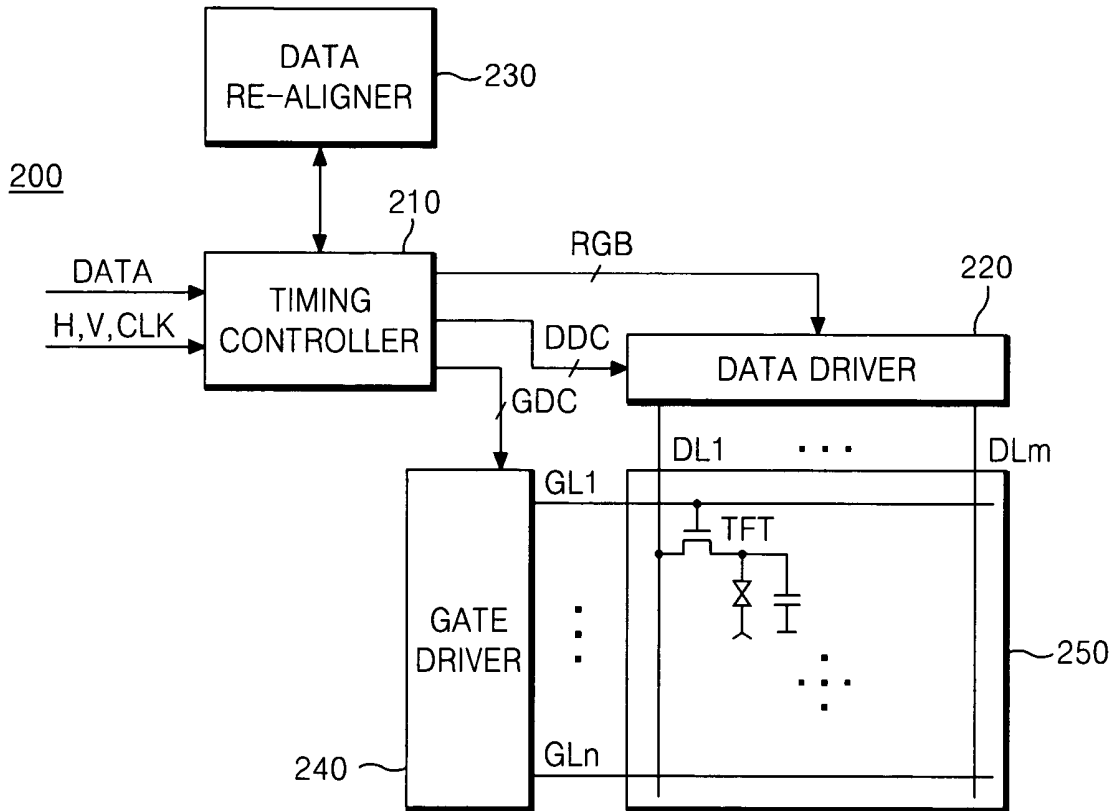 DATA
RE-ALIGNER
230
200
210
DATA
H,V,CLK
TIMING
CONTROLLER
RGB
DDC
GDC
220
DATA DRIVER
DL1
DLm
GL1
TFT
GATE
DRIVER
250
240
GLn